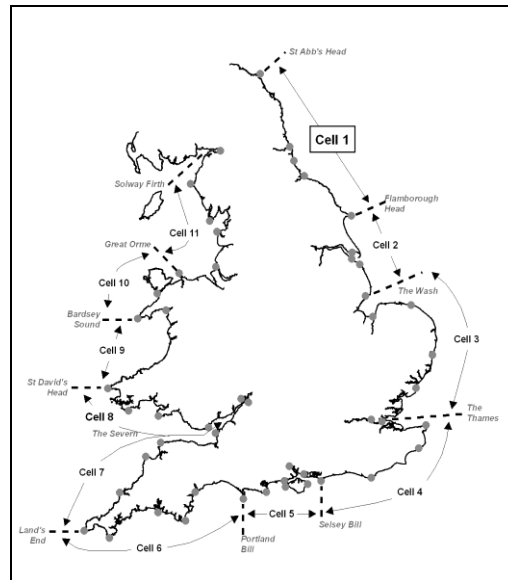 St Abb's Head
Cell 1
Solway Firth
Flamborough
Head
Cell 11
Great Orme
Cell 2
Cell 10
The Wash
Bardsey
Sound
Cell 3
Cell 9
St David's
Head
Cell 8
The
Thames
The Severn
Cell 7
Cell 4
Land's
End
Cell 6
Cell 5
Selsey Bill
Portland
Bill